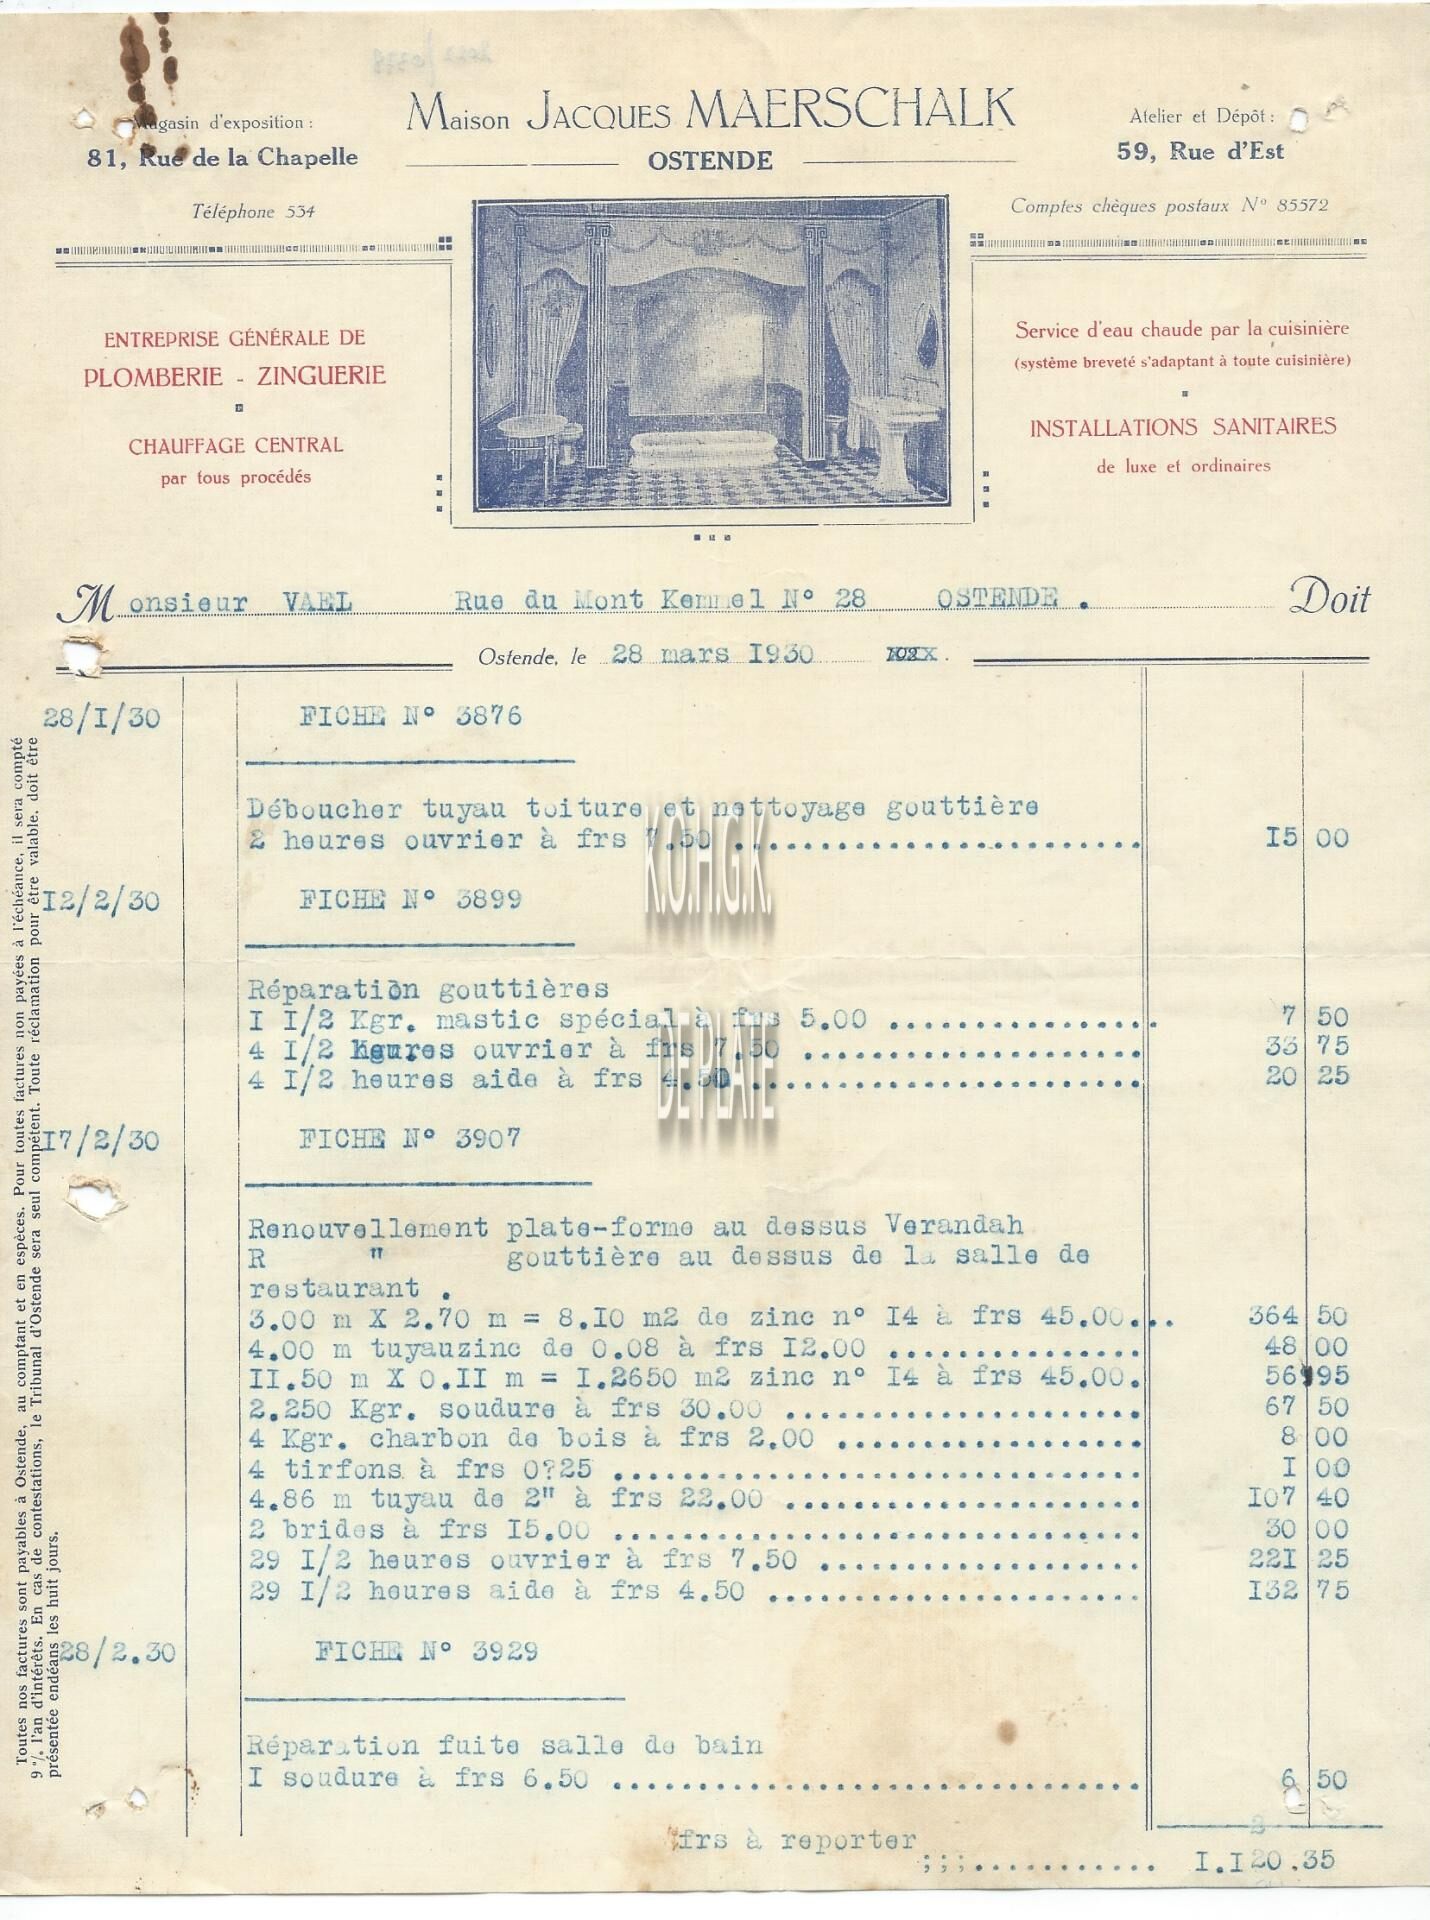 Magasin d'exposition :
81, Rue de la Chapelle
Téléphone 534
Maison JACQUES MAERSCHALK
OSTENDE
Atelier et Dépôt :
59, Rue d'Est
Comptes chèques postaux N° 85572
ENTREPRISE GÉNÉRALE DE
PLOMBERIE - ZINGUERIE
CHAUFFAGE CENTRAL
par tous procédés
Service d'eau chaude par la cuisinière
(système breveté s'adaptant à toute cuisinière)
INSTALLATIONS SANITAIRES
de luxe et ordinaires
Monsieur VAEL Rue du Mont Kemmel N° 28 OSTENDE . Doit
Ostende, le 28 mars I930
28/I/30 FICHE N° 3876
Déboucher tuyau toiture et nettoyage gouttière
2 heures ouvrier à frs 7.50 .......................... I5 00
I2/2/30 FICHE N° 3899
Réparation gouttières
I I/2 Kgr. mastic spécial à frs 5.00 ................ 7 50
4 I/2 heures ouvrier à frs 7.50 .................... 33 75
4 I/2 heures aide à frs 4.50 ....................... 20 25
I7/2/30 FICHE N° 3907
Renouvellement plate-forme au dessus Verandah
R " gouttière au dessus de la salle de
restaurant .
3.00 m X 2.70 m = 8.I0 m2 de zinc n° I4 à frs 45.00... 364 50
4.00 m tuyauzinc de 0.08 à frs I2.00 ............... 48 00
II.50 m X 0.II m = I.2650 m2 zinc n° I4 à frs 45.00. 56 95
2.250 Kgr. soudure à frs 30.00 ..................... 67 50
4 Kgr. charbon de bois à frs 2.00 .................. 8 00
4 tirfons à frs 0?25 ............................... I 00
4.86 m tuyau de 2" à frs 22.00 ..................... I07 40
2 brides à frs I5.00 ............................... 30 00
29 I/2 heures ouvrier à frs 7.50 ................... 22I 25
29 I/2 heures aide à frs 4.50 ...................... I32 75
28/2.30 FICHE N° 3929
Réparation fuite salle de bain
I soudure à frs 6.50 ............................... 6 50
frs à reporter ;;;............ I.I20.35
Toutes nos factures sont payables à Ostende, au comptant et en espèces. Pour toutes factures non payées à l'échéance, il sera compté
9 % l'an d'intérêts. En cas de contestations, le Tribunal d'Ostende sera seul compétent. Toute réclamation pour être valable, doit être
présentée endéans les huit jours.
K.O.H.G.K.
DE PLATE